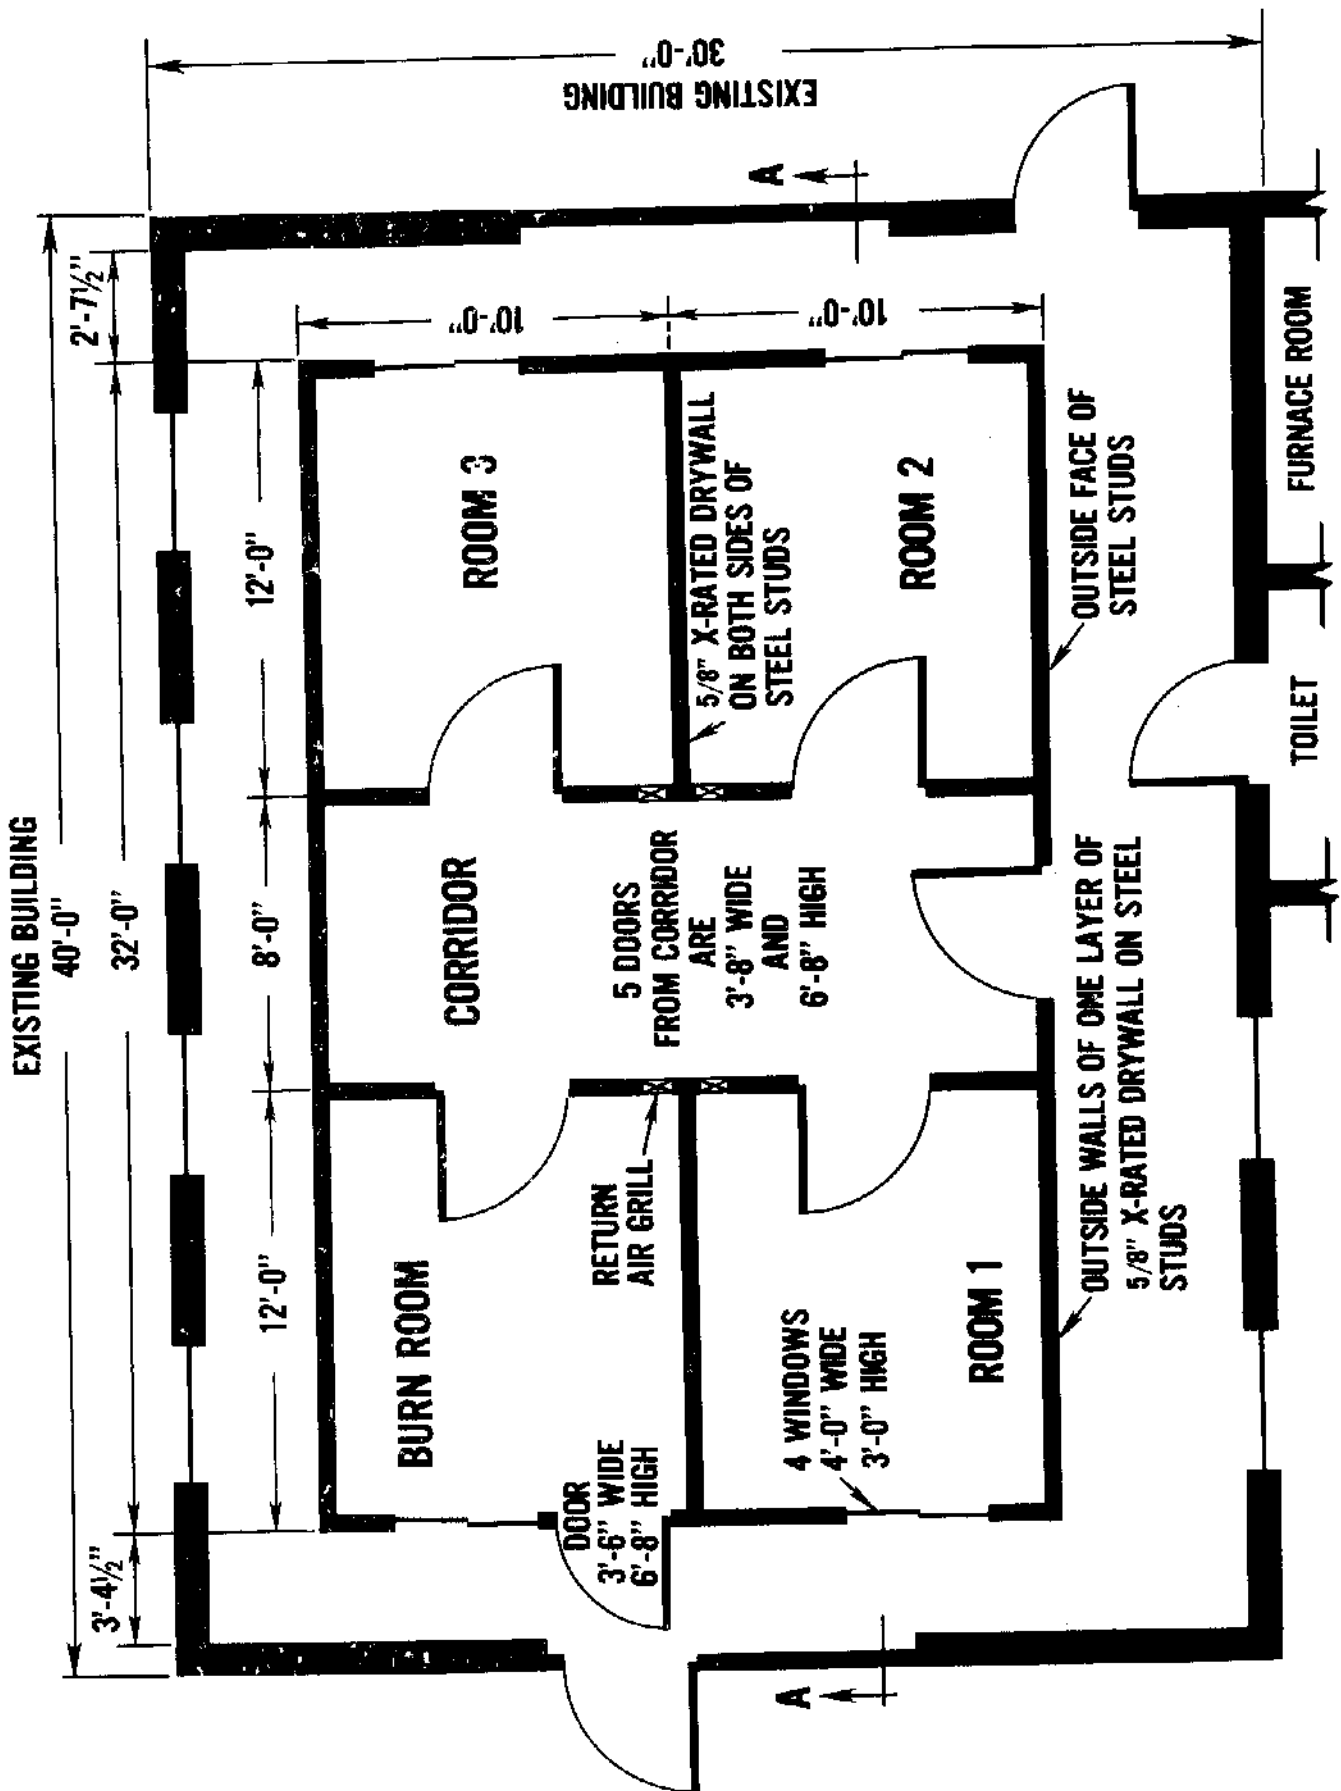 EXISTING BUILDING
40'-0"
32'-0"
3'-4½"
2'-7½"
12'-0"
8'-0"
12'-0"
EXISTING BUILDING
30'-0"
10'-0"
10'-0"
BURN ROOM
CORRIDOR
ROOM 3
RETURN
AIR GRILL
5 DOORS
FROM CORRIDOR
ARE
3'-8" WIDE
AND
6'-8" HIGH
5/8" X-RATED DRYWALL
ON BOTH SIDES OF
STEEL STUDS
DOOR
3'-6" WIDE
6'-8" HIGH
4 WINDOWS
4'-0" WIDE
3'-0" HIGH
ROOM 1
ROOM 2
OUTSIDE WALLS OF ONE LAYER OF
5/8" X-RATED DRYWALL ON STEEL
STUDS
OUTSIDE FACE OF
STEEL STUDS
A
A
TOILET
FURNACE ROOM